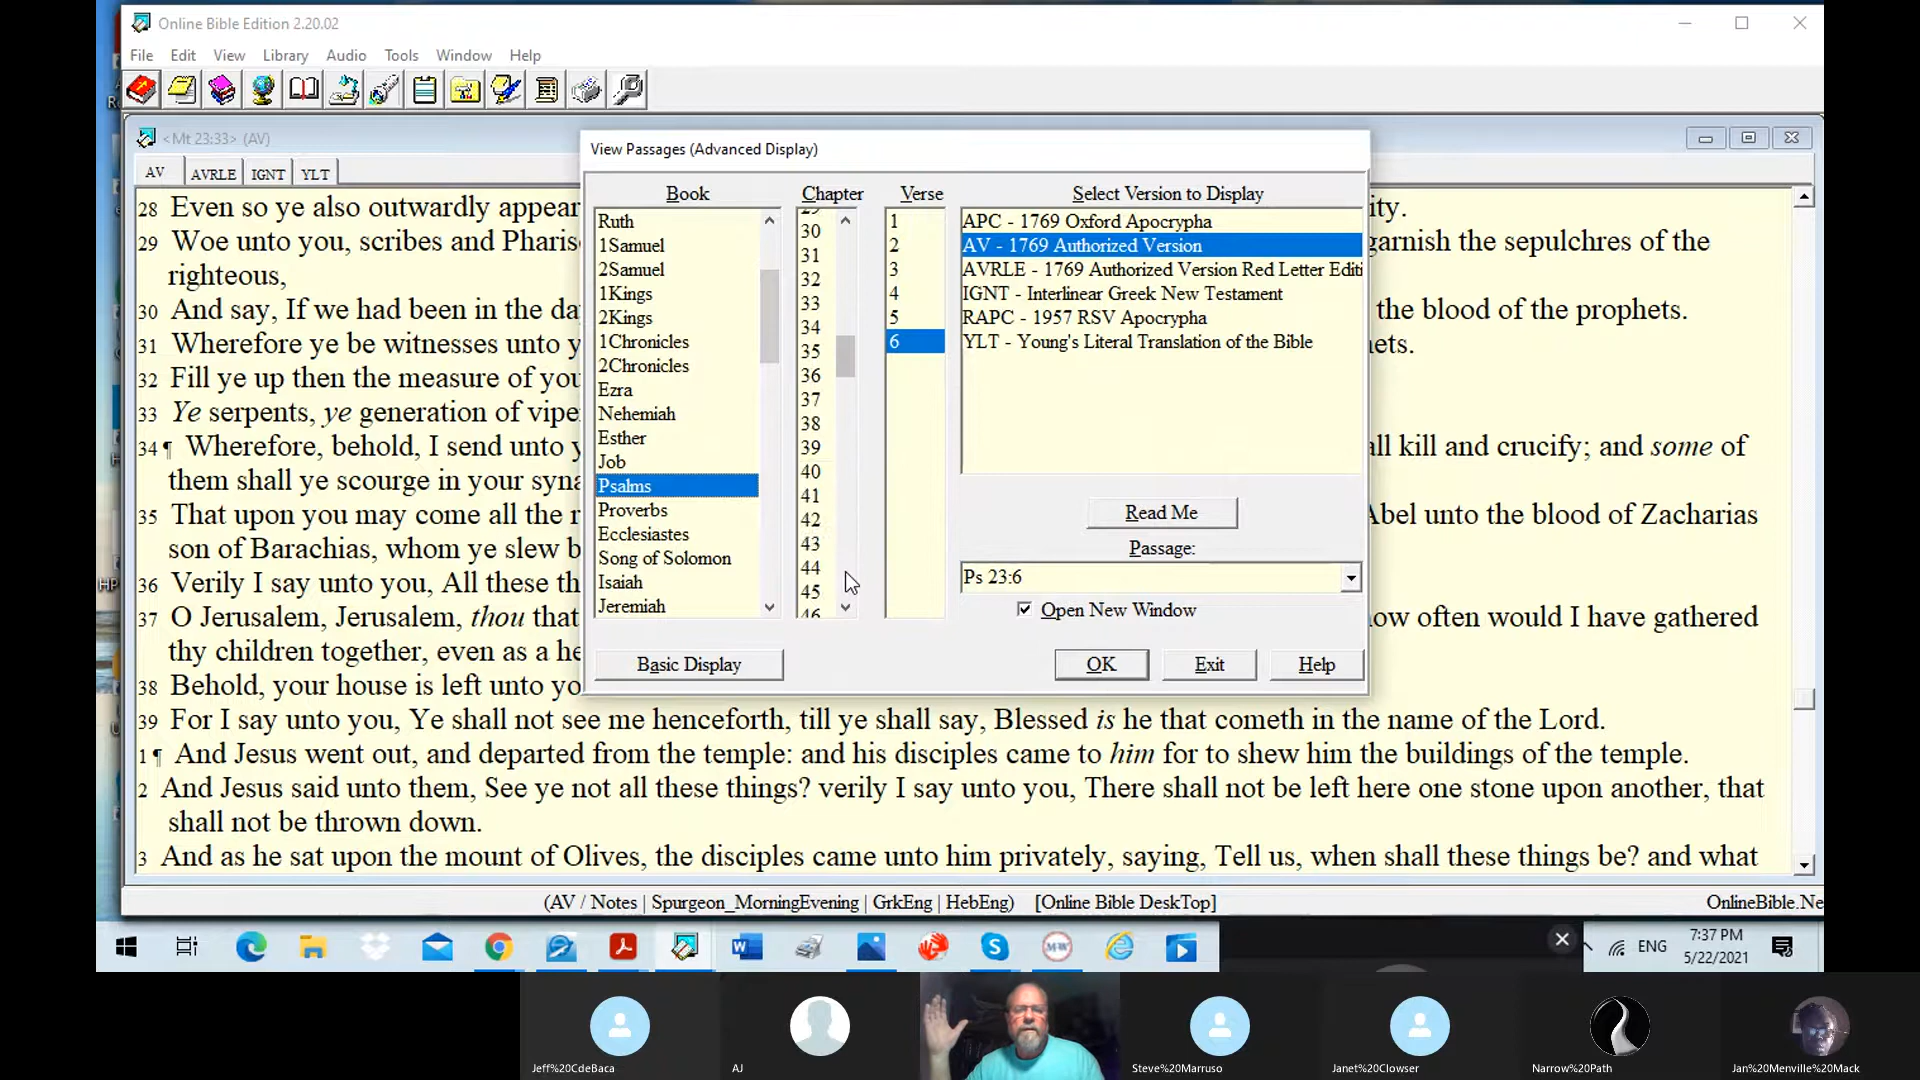 Online Bible Edition 2.20.02
File Edit View Library Audio Tools Window Help
<Mt 23:33> (AV)
AV AVRLE IGNT YLT
28 Even so ye also outwardly appear
ity.
29 Woe unto you, scribes and Pharis
garnish the sepulchres of the
righteous,
30 And say, If we had been in the da
the blood of the prophets.
31 Wherefore ye be witnesses unto y
ets.
32 Fill ye up then the measure of you
33 Ye serpents, ye generation of vipe
34 ¶ Wherefore, behold, I send unto y
all kill and crucify; and some of
them shall ye scourge in your syna
35 That upon you may come all the r
Abel unto the blood of Zacharias
son of Barachias, whom ye slew b
36 Verily I say unto you, All these th
37 O Jerusalem, Jerusalem, thou that
ow often would I have gathered
thy children together, even as a he
38 Behold, your house is left unto yo
39 For I say unto you, Ye shall not see me henceforth, till ye shall say, Blessed is he that cometh in the name of the Lord.
1 ¶ And Jesus went out, and departed from the temple: and his disciples came to him for to shew him the buildings of the temple.
2 And Jesus said unto them, See ye not all these things? verily I say unto you, There shall not be left here one stone upon another, that
shall not be thrown down.
3 And as he sat upon the mount of Olives, the disciples came unto him privately, saying, Tell us, when shall these things be? and what
View Passages (Advanced Display)
Book
Ruth
1Samuel
2Samuel
1Kings
2Kings
1Chronicles
2Chronicles
Ezra
Nehemiah
Esther
Job
Psalms
Proverbs
Ecclesiastes
Song of Solomon
Isaiah
Jeremiah
Basic Display
Chapter
29
30
31
32
33
34
35
36
37
38
39
40
41
42
43
44
45
46
Verse
1
2
3
4
5
6
Select Version to Display
APC - 1769 Oxford Apocrypha
AV - 1769 Authorized Version
AVRLE - 1769 Authorized Version Red Letter Editi
IGNT - Interlinear Greek New Testament
RAPC - 1957 RSV Apocrypha
YLT - Young's Literal Translation of the Bible
Read Me
Passage:
Ps 23:6
Open New Window
OK Exit Help
(AV / Notes | Spurgeon_MorningEvening | GrkEng | HebEng) [Online Bible DeskTop]
OnlineBible.Ne
HP
ENG
7:37 PM
5/22/2021
Jeff%20CdeBaca
AJ
Steve%20Marruso
Janet%20Clowser
Narrow%20Path
Jan%20Menville%20Mack